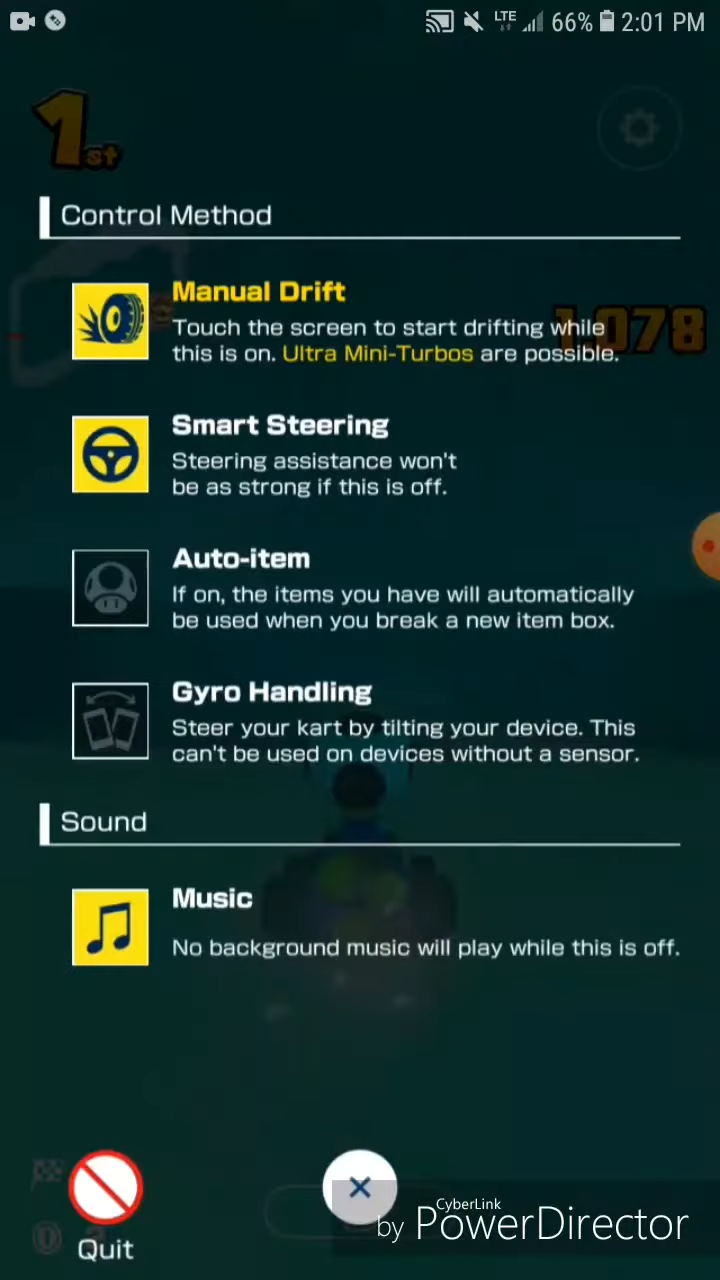 LTE 66% 2:01 PM
1st
Control Method
Manual Drift
Touch the screen to start drifting while
this is on. Ultra Mini-Turbos are possible.
1.078
Smart Steering
Steering assistance won't
be as strong if this is off.
Auto-item
If on, the items you have will automatically
be used when you break a new item box.
Gyro Handling
Steer your kart by tilting your device. This
can't be used on devices without a sensor.
Sound
Music
No background music will play while this is off.
Quit
CyberLink
by PowerDirector